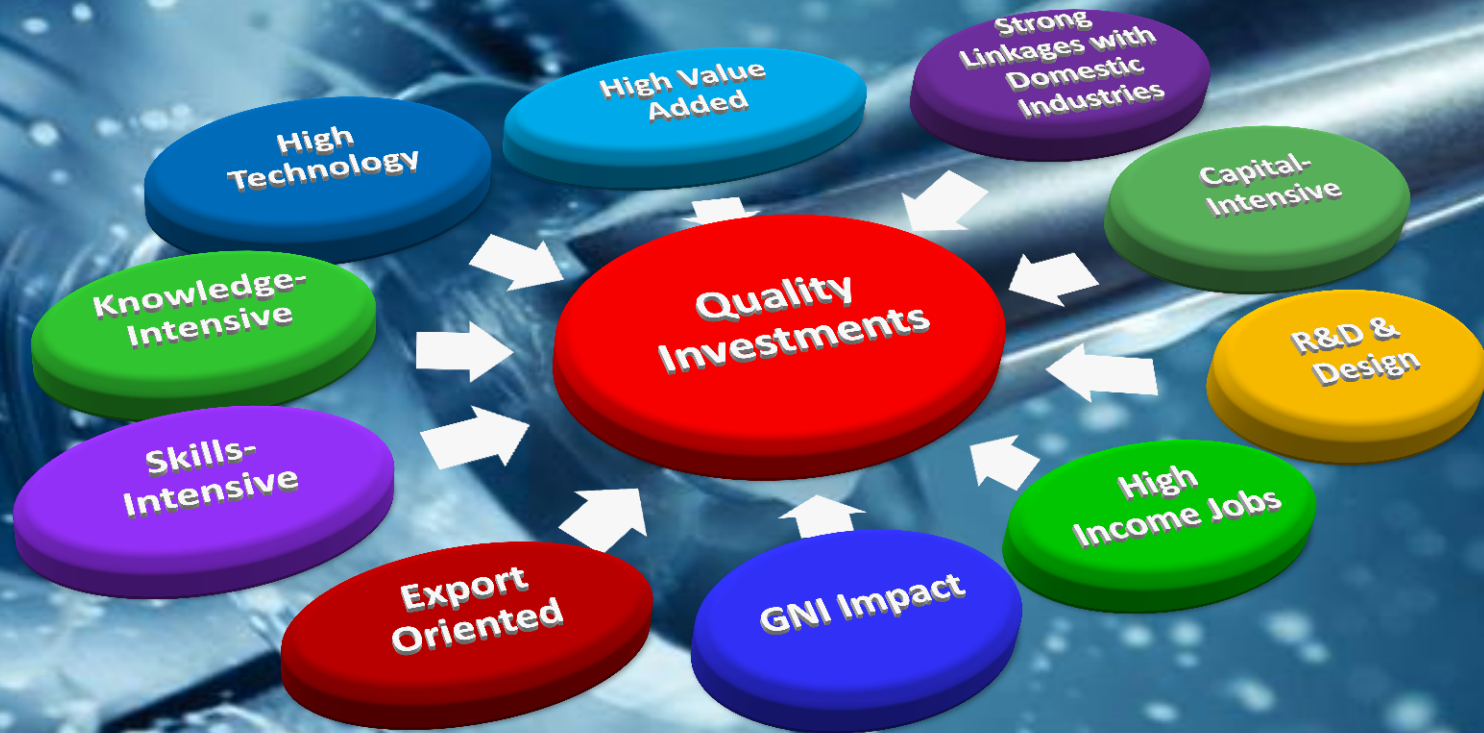 Strong
Linkages with
Domestic
Industries
High Value
Added
High
Technology
Capital-
Intensive
Knowledge-
Intensive
Quality
Investments
R&D &
Design
Skills-
Intensive
High
Income Jobs
Export
Oriented
GNI Impact